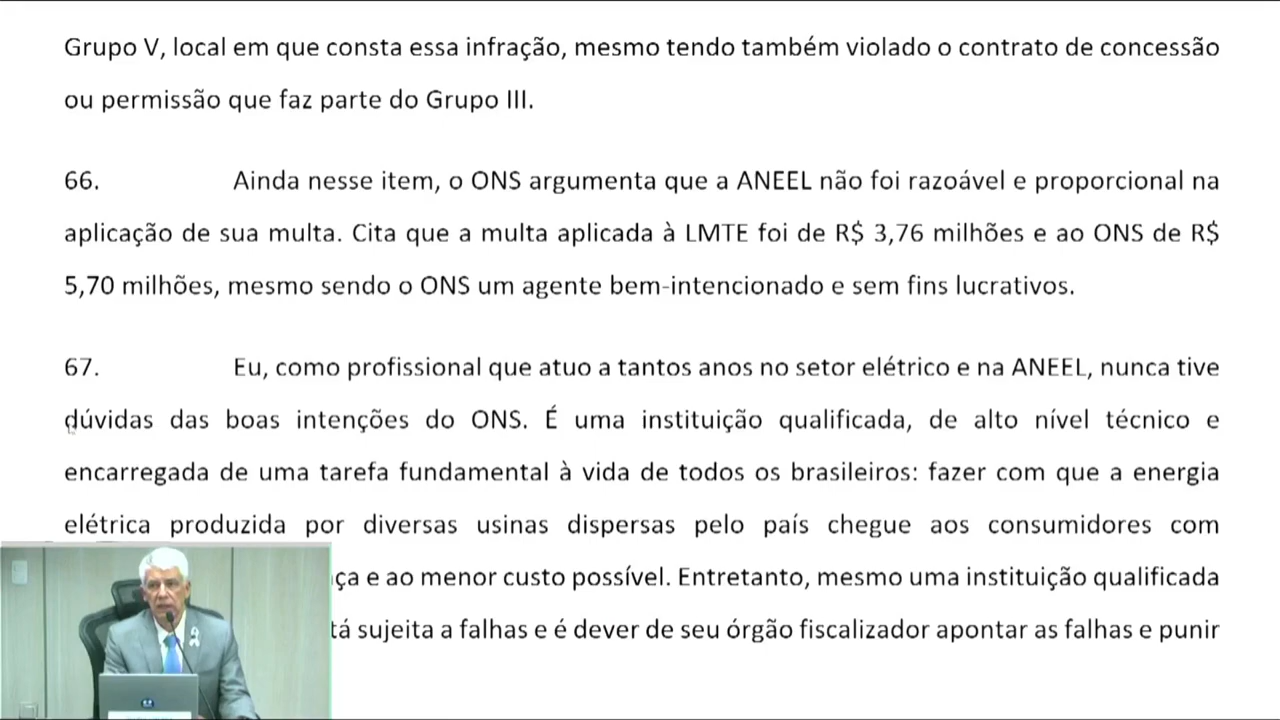 Grupo V, local em que consta essa infração, mesmo tendo também violado o contrato de concessão
ou permissão que faz parte do Grupo III.
66. Ainda nesse item, o ONS argumenta que a ANEEL não foi razoável e proporcional na
aplicação de sua multa. Cita que a multa aplicada à LMTE foi de R$ 3,76 milhões e ao ONS de R$
5,70 milhões, mesmo sendo o ONS um agente bem-intencionado e sem fins lucrativos.
67. Eu, como profissional que atuo a tantos anos no setor elétrico e na ANEEL, nunca tive
dúvidas das boas intenções do ONS. É uma instituição qualificada, de alto nível técnico e
encarregada de uma tarefa fundamental à vida de todos os brasileiros: fazer com que a energia
elétrica produzida por diversas usinas dispersas pelo país chegue aos consumidores com
ça e ao menor custo possível. Entretanto, mesmo uma instituição qualificada
tá sujeita a falhas e é dever de seu órgão fiscalizador apontar as falhas e punir